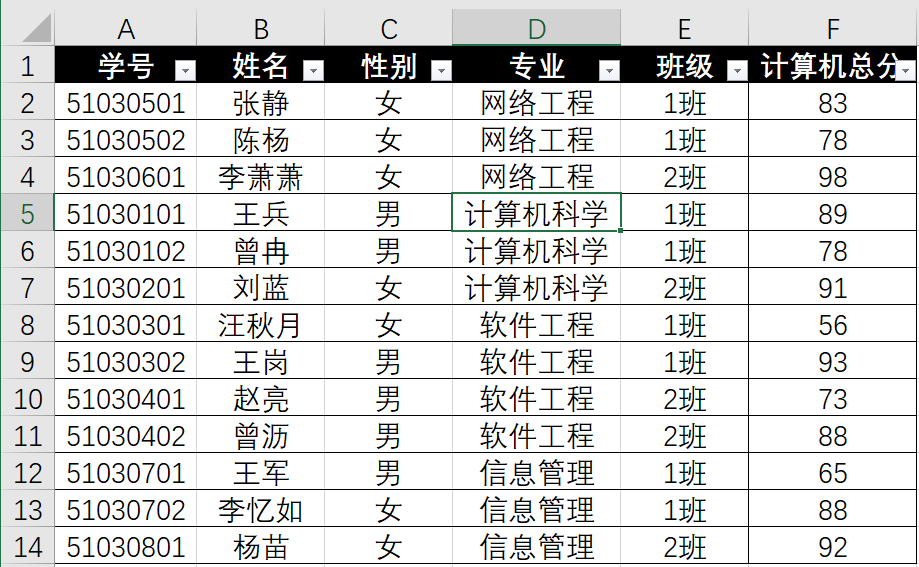 A B C D E F
1 学号 姓名 性别 专业 班级 计算机总分
2 51030501 张静 女 网络工程 1班 83
3 51030502 陈杨 女 网络工程 1班 78
4 51030601 李萧萧 女 网络工程 2班 98
5 51030101 王兵 男 计算机科学 1班 89
6 51030102 曾冉 男 计算机科学 1班 78
7 51030201 刘蓝 女 计算机科学 2班 91
8 51030301 汪秋月 女 软件工程 1班 56
9 51030302 王岗 男 软件工程 1班 93
10 51030401 赵亮 男 软件工程 2班 73
11 51030402 曾沥 男 软件工程 2班 88
12 51030701 王军 男 信息管理 1班 65
13 51030702 李忆如 女 信息管理 1班 88
14 51030801 杨苗 女 信息管理 2班 92